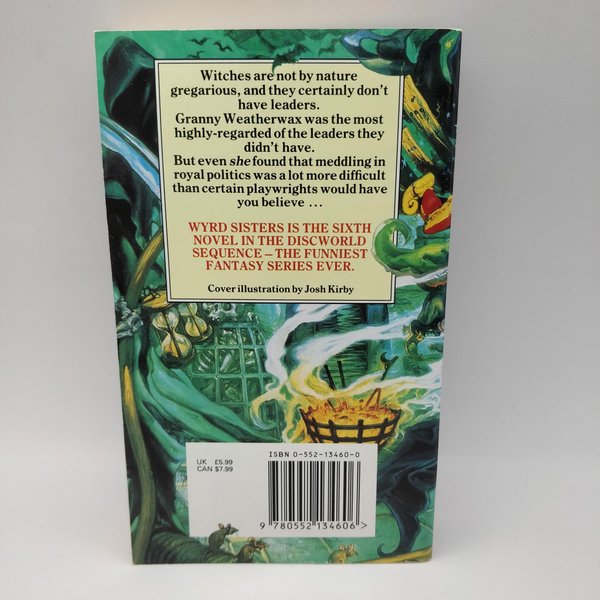 Witches are not by nature
gregarious, and they certainly don't
have leaders.
Granny Weatherwax was the most
highly-regarded of the leaders they
didn't have.
But even she found that meddling in
royal politics was a lot more difficult
than certain playwrights would have
you believe ...
WYRD SISTERS IS THE SIXTH
NOVEL IN THE DISCWORLD
SEQUENCE – THE FUNNIEST
FANTASY SERIES EVER.
Cover illustration by Josh Kirby
UK £5.99
CAN $7.99
ISBN 0-552-13460-0
9 780552 134606 >